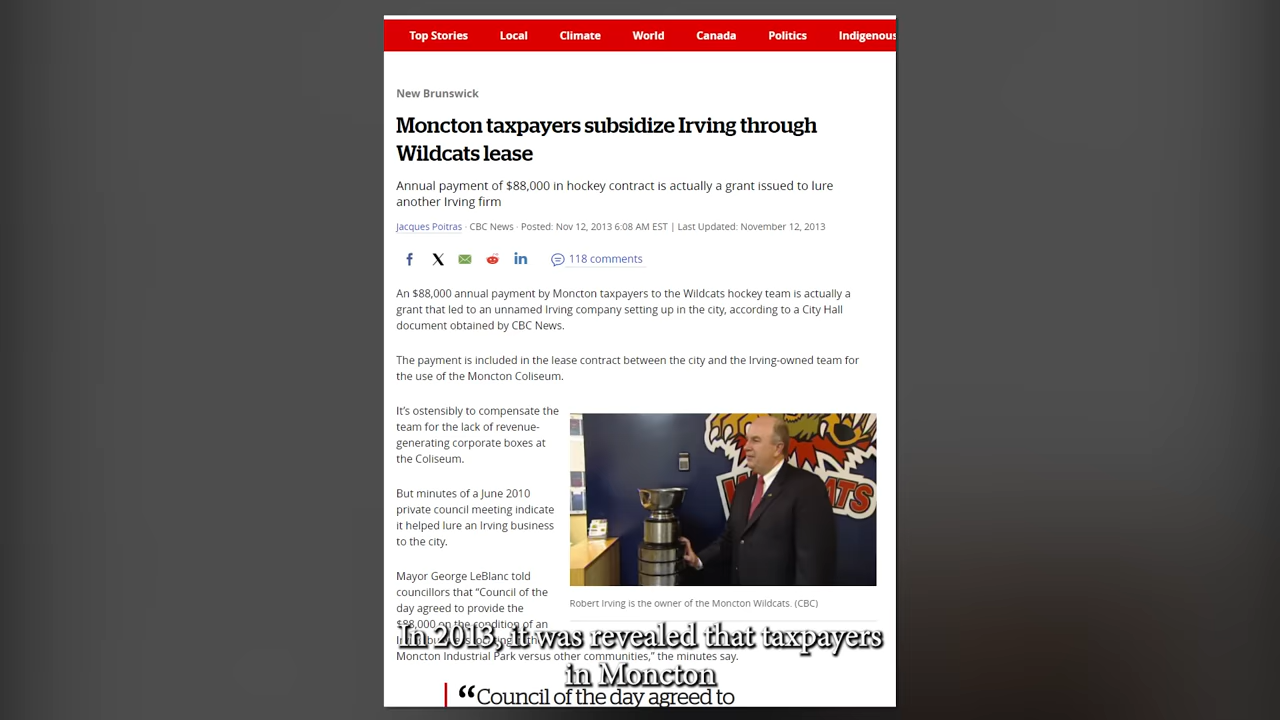 Top Stories Local Climate World Canada Politics Indigenous
New Brunswick
Moncton taxpayers subsidize Irving through
Wildcats lease
Annual payment of $88,000 in hockey contract is actually a grant issued to lure
another Irving firm
Jacques Poitras · CBC News · Posted: Nov 12, 2013 6:08 AM EST | Last Updated: November 12, 2013
118 comments
An $88,000 annual payment by Moncton taxpayers to the Wildcats hockey team is actually a
grant that led to an unnamed Irving company setting up in the city, according to a City Hall
document obtained by CBC News.
The payment is included in the lease contract between the city and the Irving-owned team for
the use of the Moncton Coliseum.
It's ostensibly to compensate the
team for the lack of revenue-
generating corporate boxes at
the Coliseum.
But minutes of a June 2010
private council meeting indicate
it helped lure an Irving business
to the city.
Mayor George LeBlanc told
councillors that “Council of the
day agreed to provide the
$88,000 on the condition of an
Moncton Industrial Park versus other communities,” the minutes say.
Robert Irving is the owner of the Moncton Wildcats. (CBC)
“Council of the day agreed to
In 2013, it was revealed that taxpayers
in Moncton